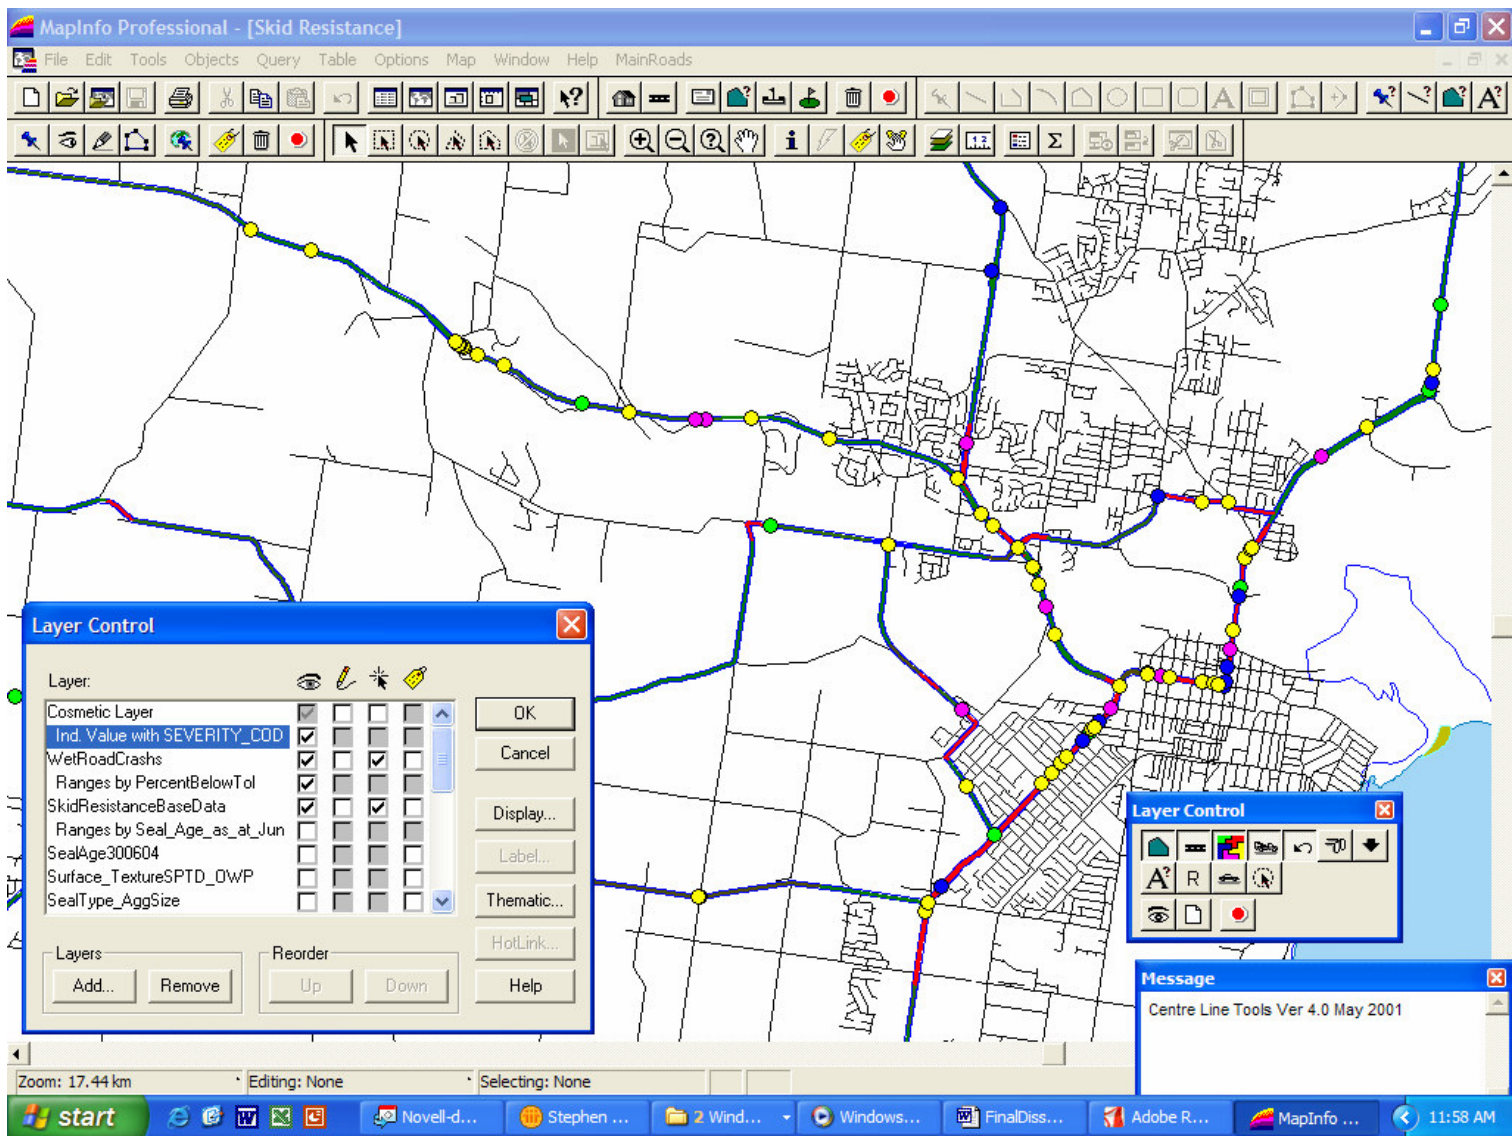 MapInfo Professional - [Skid Resistance]
File Edit Tools Objects Query Table Options Map Window Help MainRoads
Layer Control
Layer:
Cosmetic Layer
Ind. Value with SEVERITY_COD
WetRoadCrashs
Ranges by PercentBelowTol
SkidResistanceBaseData
Ranges by Seal_Age_as_at_Jun
SealAge300604
Surface_TextureSPTD_OWP
SealType_AggSize
OK
Cancel
Display...
Label...
Thematic...
HotLink...
Help
Layers
Add...
Remove
Reorder
Up
Down
Layer Control
A?
R
Message
Centre Line Tools Ver 4.0 May 2001
Zoom: 17.44 km
Editing: None
Selecting: None
start
Novell-d...
Stephen ...
2 Wind...
Windows...
FinalDiss...
Adobe R...
MapInfo ...
11:58 AM